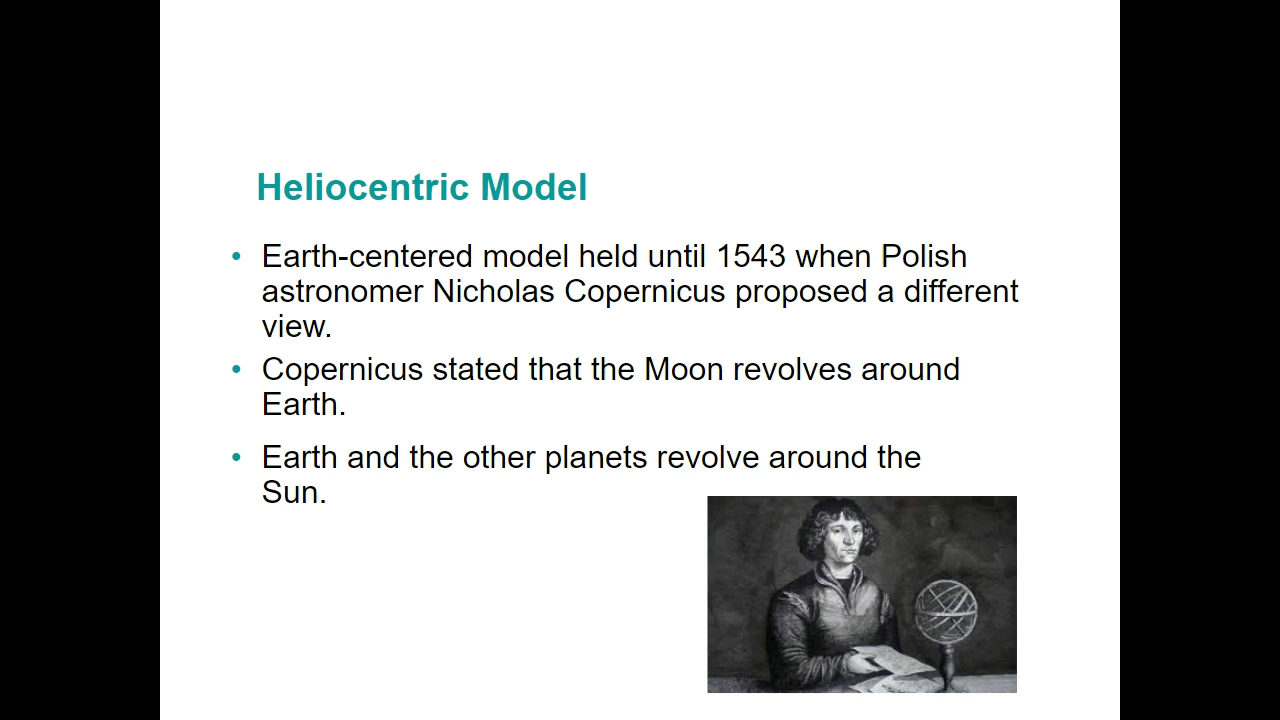 Heliocentric Model
• Earth-centered model held until 1543 when Polish
astronomer Nicholas Copernicus proposed a different
view.
• Copernicus stated that the Moon revolves around
Earth.
• Earth and the other planets revolve around the
Sun.